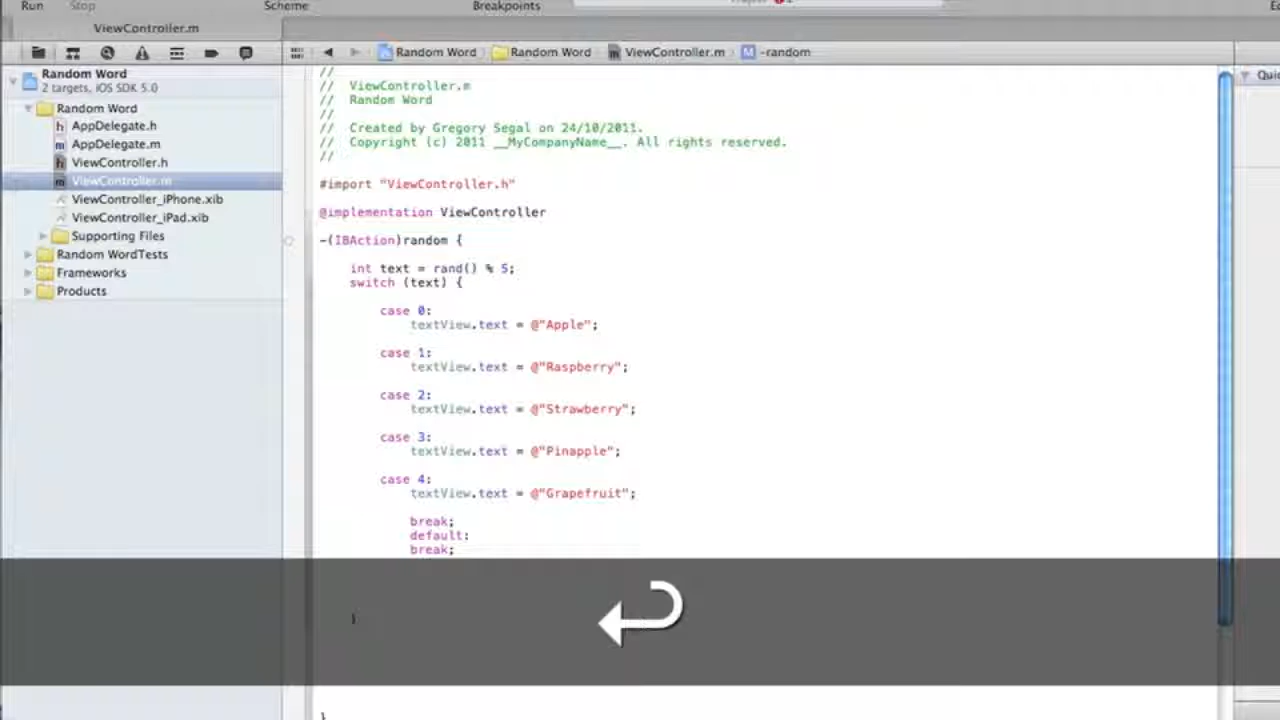 Run Stop Scheme Breakpoints
ViewController.m
Random Word Random Word ViewController.m M -random
Random Word
2 targets, iOS SDK 5.0
Random Word
h AppDelegate.h
m AppDelegate.m
h ViewController.h
m ViewController.m
ViewController_iPhone.xib
ViewController_iPad.xib
Supporting Files
Random WordTests
Frameworks
Products
//
// ViewController.m
// Random Word
//
// Created by Gregory Segal on 24/10/2011.
// Copyright (c) 2011 __MyCompanyName__. All rights reserved.
//
#import "ViewController.h"
@implementation ViewController
-(IBAction)random {
int text = rand() % 5;
switch (text) {
case 0:
textView.text = @"Apple";
case 1:
textView.text = @"Raspberry";
case 2:
textView.text = @"Strawberry";
case 3:
textView.text = @"Pinapple";
case 4:
textView.text = @"Grapefruit";
break;
default:
break;
}
}